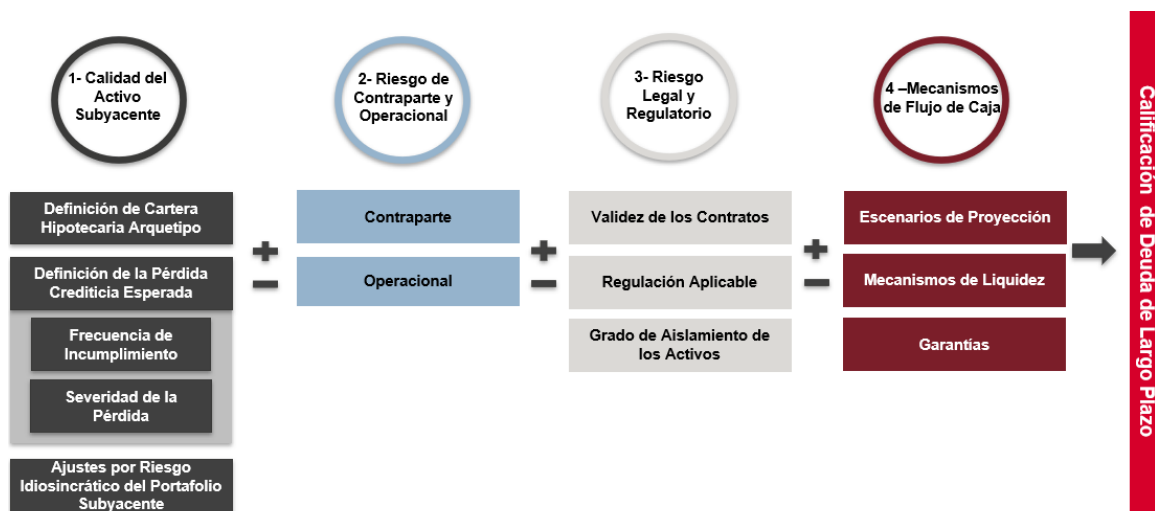 1- Calidad del
Activo
Subyacente
2- Riesgo de
Contraparte y
Operacional
3- Riesgo
Legal y
Regulatorio
4 –Mecanismos
de Flujo de Caja
Definición de Cartera
Hipotecaria Arquetipo
Definición de la Pérdida
Crediticia Esperada
Frecuencia de
Incumplimiento
Severidad de la
Pérdida
Ajustes por Riesgo
Idiosincrático del Portafolio
Subyacente
+
−
Contraparte
Operacional
+
−
Validez de los Contratos
Regulación Aplicable
Grado de Aislamiento de
los Activos
+
−
Escenarios de Proyección
Mecanismos de Liquidez
Garantías
Calificación de Deuda de Largo Plazo